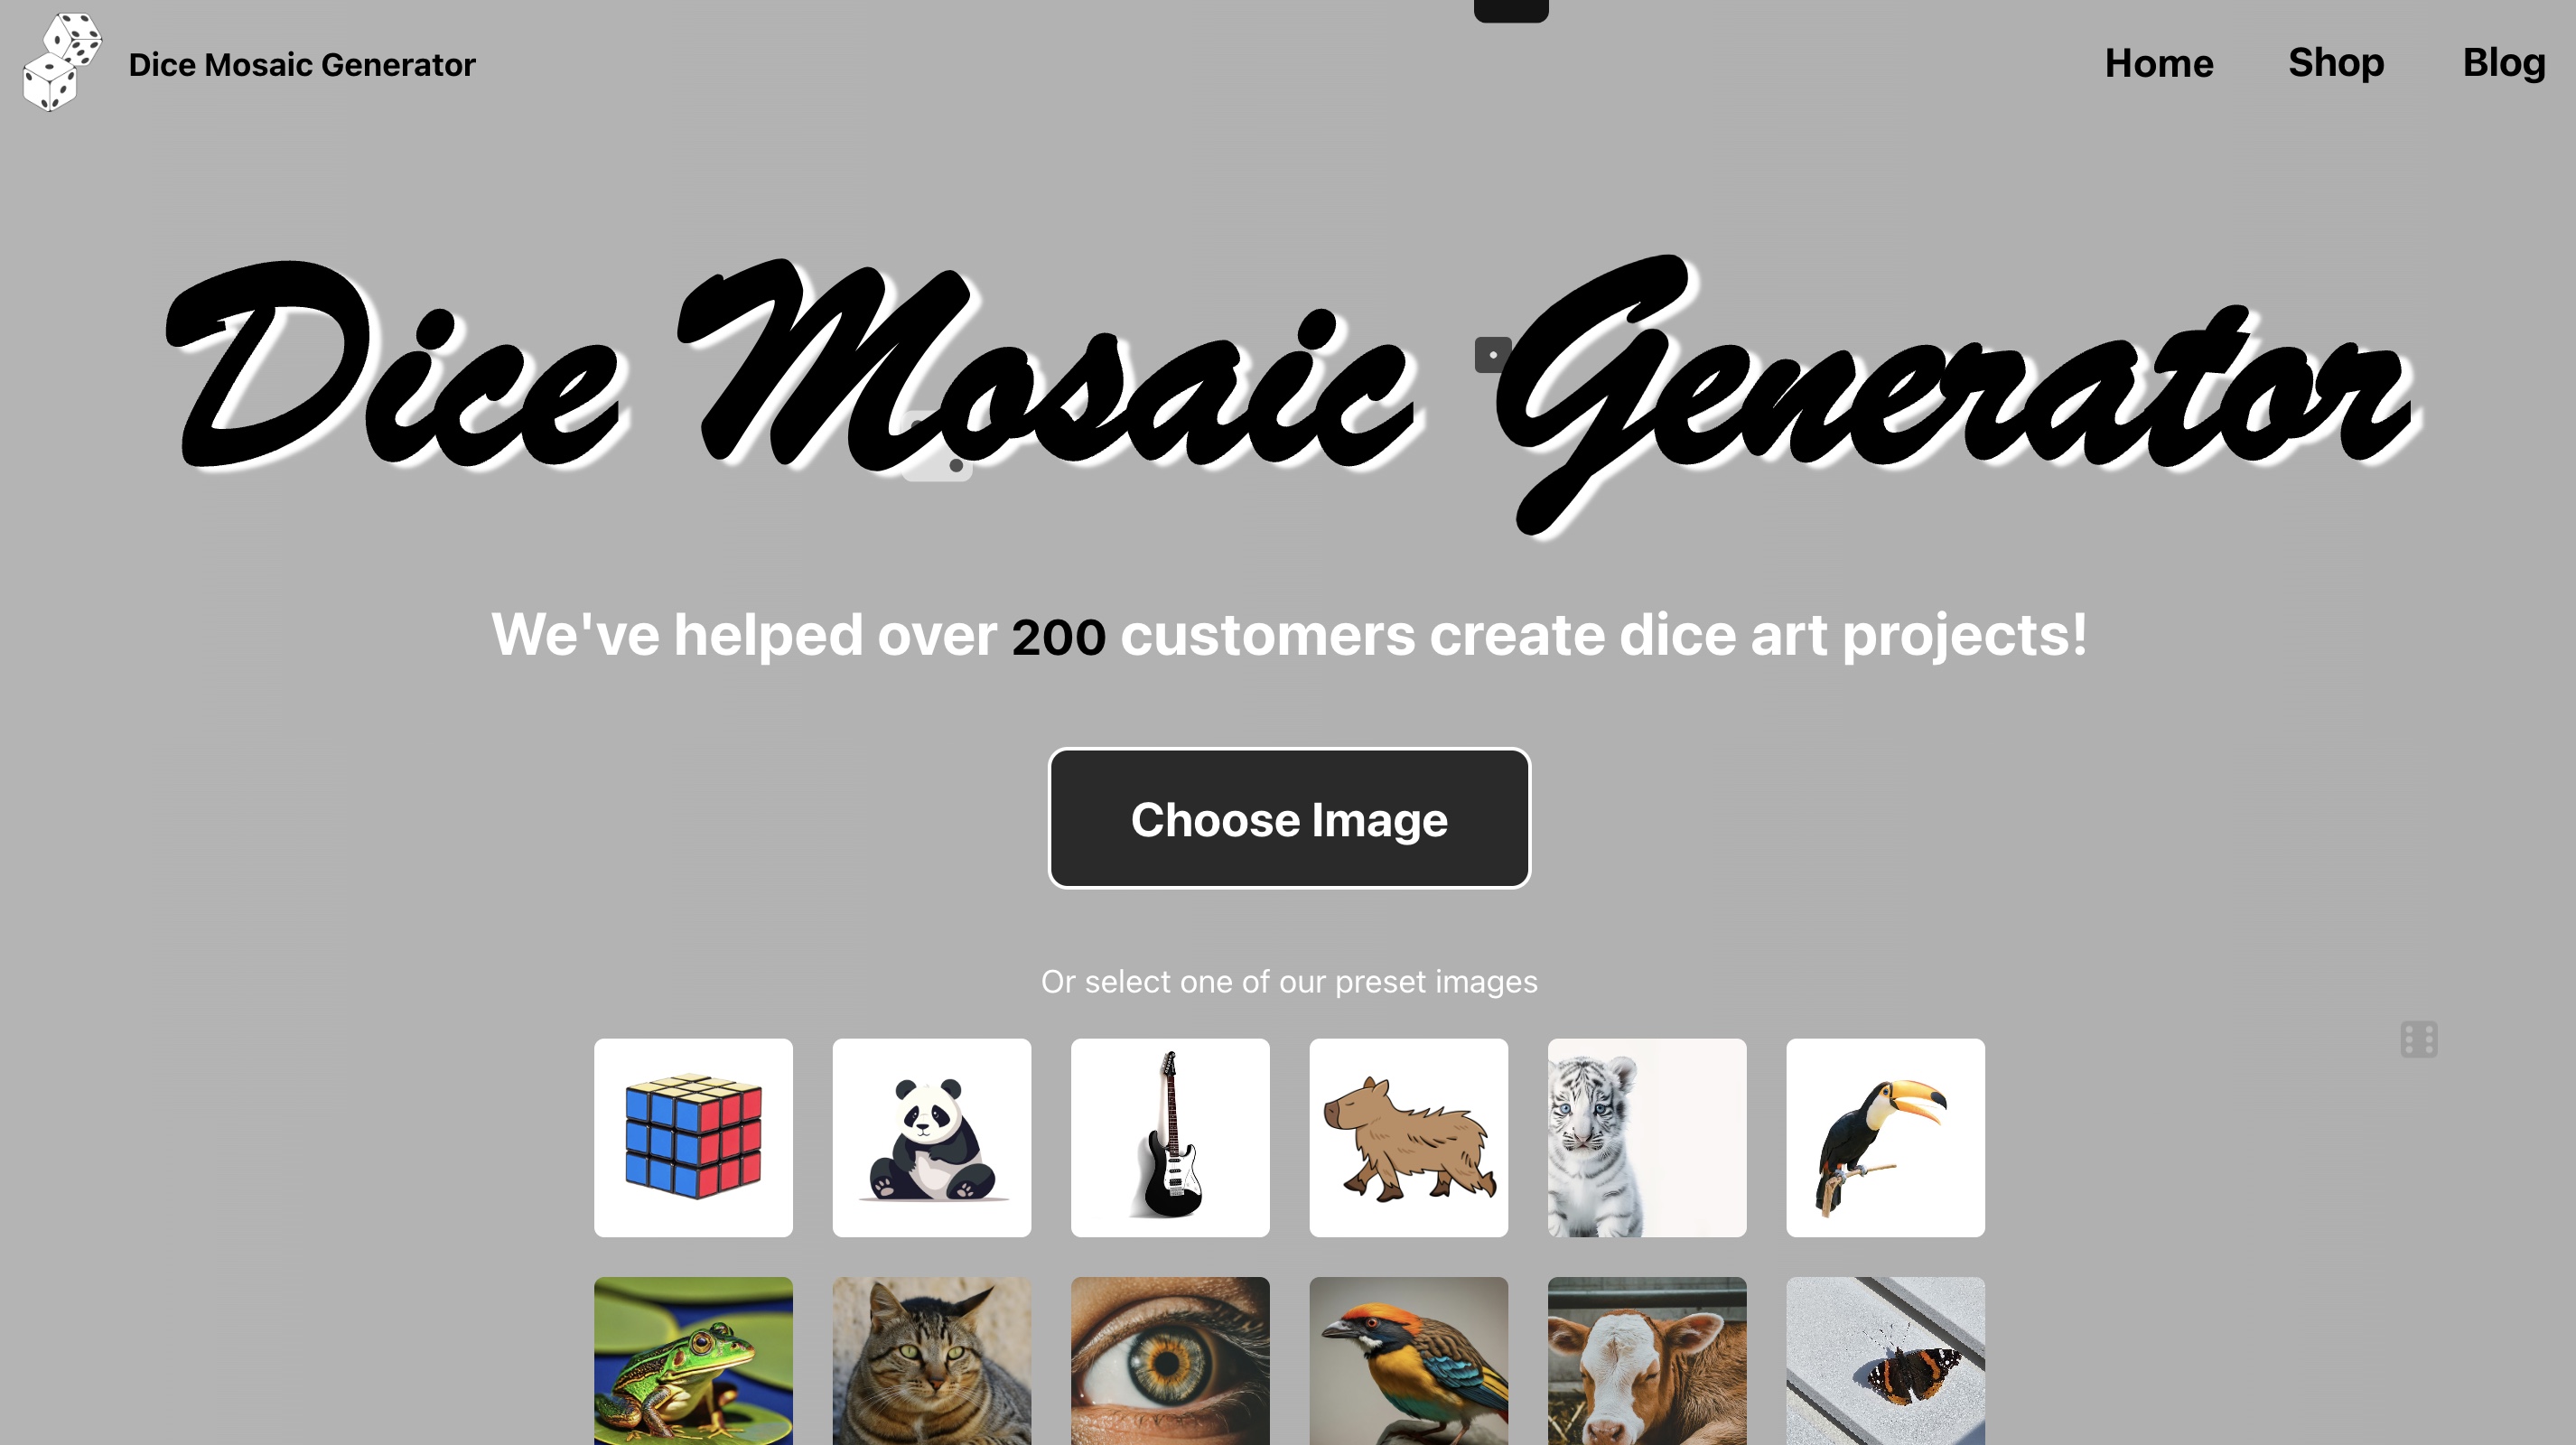 Dice Mosaic Generator
Home Shop Blog
Dice Mosaic Generator
We've helped over 200 customers create dice art projects!
Choose Image
Or select one of our preset images